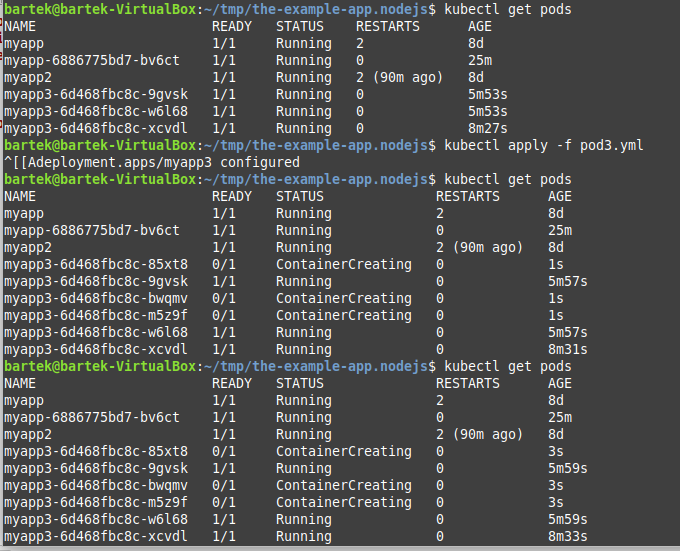 bartek@bartek-VirtualBox:~/tmp/the-example-app.nodejs$ kubectl get pods
NAME READY STATUS RESTARTS AGE
myapp 1/1 Running 2 8d
myapp-6886775bd7-bv6ct 1/1 Running 0 25m
myapp2 1/1 Running 2 (90m ago) 8d
myapp3-6d468fbc8c-9gvsk 1/1 Running 0 5m53s
myapp3-6d468fbc8c-w6l68 1/1 Running 0 5m53s
myapp3-6d468fbc8c-xcvdl 1/1 Running 0 8m27s
bartek@bartek-VirtualBox:~/tmp/the-example-app.nodejs$ kubectl apply -f pod3.yml
^[[Adeployment.apps/myapp3 configured
bartek@bartek-VirtualBox:~/tmp/the-example-app.nodejs$ kubectl get pods
NAME READY STATUS RESTARTS AGE
myapp 1/1 Running 2 8d
myapp-6886775bd7-bv6ct 1/1 Running 0 25m
myapp2 1/1 Running 2 (90m ago) 8d
myapp3-6d468fbc8c-85xt8 0/1 ContainerCreating 0 1s
myapp3-6d468fbc8c-9gvsk 1/1 Running 0 5m57s
myapp3-6d468fbc8c-bwqmv 0/1 ContainerCreating 0 1s
myapp3-6d468fbc8c-m5z9f 0/1 ContainerCreating 0 1s
myapp3-6d468fbc8c-w6l68 1/1 Running 0 5m57s
myapp3-6d468fbc8c-xcvdl 1/1 Running 0 8m31s
bartek@bartek-VirtualBox:~/tmp/the-example-app.nodejs$ kubectl get pods
NAME READY STATUS RESTARTS AGE
myapp 1/1 Running 2 8d
myapp-6886775bd7-bv6ct 1/1 Running 0 25m
myapp2 1/1 Running 2 (90m ago) 8d
myapp3-6d468fbc8c-85xt8 0/1 ContainerCreating 0 3s
myapp3-6d468fbc8c-9gvsk 1/1 Running 0 5m59s
myapp3-6d468fbc8c-bwqmv 0/1 ContainerCreating 0 3s
myapp3-6d468fbc8c-m5z9f 0/1 ContainerCreating 0 3s
myapp3-6d468fbc8c-w6l68 1/1 Running 0 5m59s
myapp3-6d468fbc8c-xcvdl 1/1 Running 0 8m33s